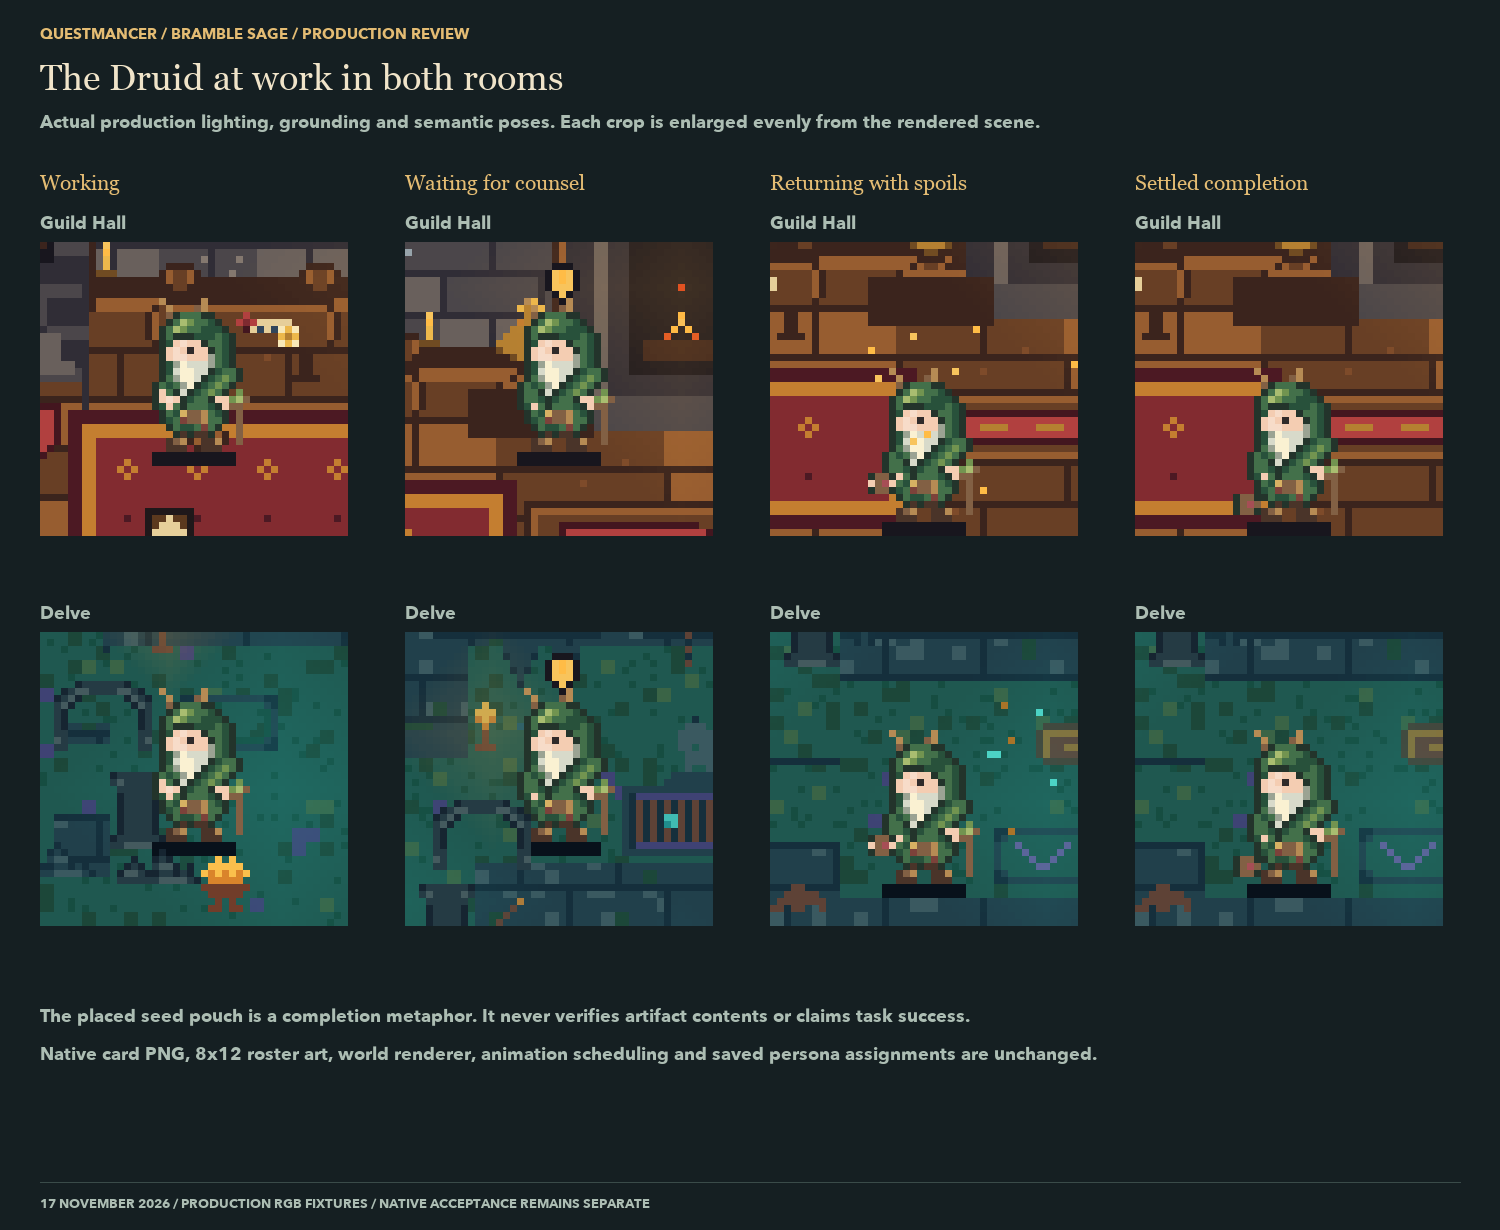 QUESTMANCER / BRAMBLE SAGE / PRODUCTION REVIEW
The Druid at work in both rooms
Actual production lighting, grounding and semantic poses. Each crop is enlarged evenly from the rendered scene.
Working
Waiting for counsel
Returning with spoils
Settled completion
Guild Hall
Guild Hall
Guild Hall
Guild Hall
Delve
Delve
Delve
Delve
The placed seed pouch is a completion metaphor. It never verifies artifact contents or claims task success.
Native card PNG, 8x12 roster art, world renderer, animation scheduling and saved persona assignments are unchanged.
17 NOVEMBER 2026 / PRODUCTION RGB FIXTURES / NATIVE ACCEPTANCE REMAINS SEPARATE